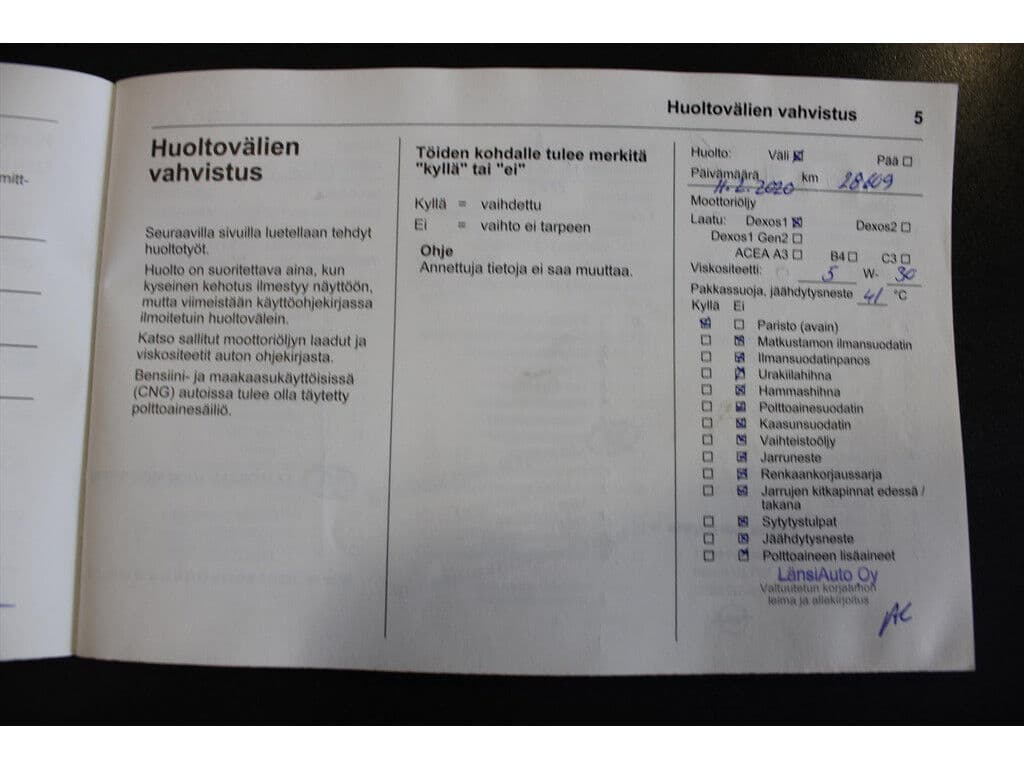 mitt-
Huoltovälien vahvistus 5
Huoltovälien
vahvistus
Seuraavilla sivuilla luetellaan tehdyt
huoltotyöt.
Huolto on suoritettava aina, kun
kyseinen kehotus ilmestyy näyttöön,
mutta viimeistään käyttöohjekirjassa
ilmoitetuin huoltovälein.
Katso sallitut moottoriöljyn laadut ja
viskositeetit auton ohjekirjasta.
Bensiini- ja maakaasukäyttöisissä
(CNG) autoissa tulee olla täytetty
polttoainesäiliö.
Töiden kohdalle tulee merkitä
"kyllä" tai "ei"
Kyllä = vaihdettu
Ei = vaihto ei tarpeen
Ohje
Annettuja tietoja ei saa muuttaa.
Huolto: Väli ☒ Pää ☐
Päivämäärä 2020 km 28609
Moottoriöljy
Laatu: Dexos1 ☒ Dexos2 ☐
Dexos1 Gen2 ☐
ACEA A3 ☐ B4 ☐ C3 ☐
Viskositeetti: 5 W- 30
Pakkassuoja, jäähdytysneste 41 °C
Kyllä Ei
☒ ☐ Paristo (avain)
☐ ☒ Matkustamon ilmansuodatin
☐ ☒ Ilmansuodatinpanos
☐ ☒ Urakiilahihna
☐ ☒ Hammashihna
☐ ☒ Polttoainesuodatin
☐ ☒ Kaasunsuodatin
☐ ☒ Vaihteistoöljy
☐ ☒ Jarruneste
☐ ☒ Renkaankorjaussarja
☐ ☒ Jarrujen kitkapinnat edessä /
takana
☐ ☒ Sytytystulpat
☐ ☒ Jäähdytysneste
☐ ☒ Polttoaineen lisäaineet
LänsiAuto Oy
Valtuutetun korjaamon
leima ja allekirjoitus